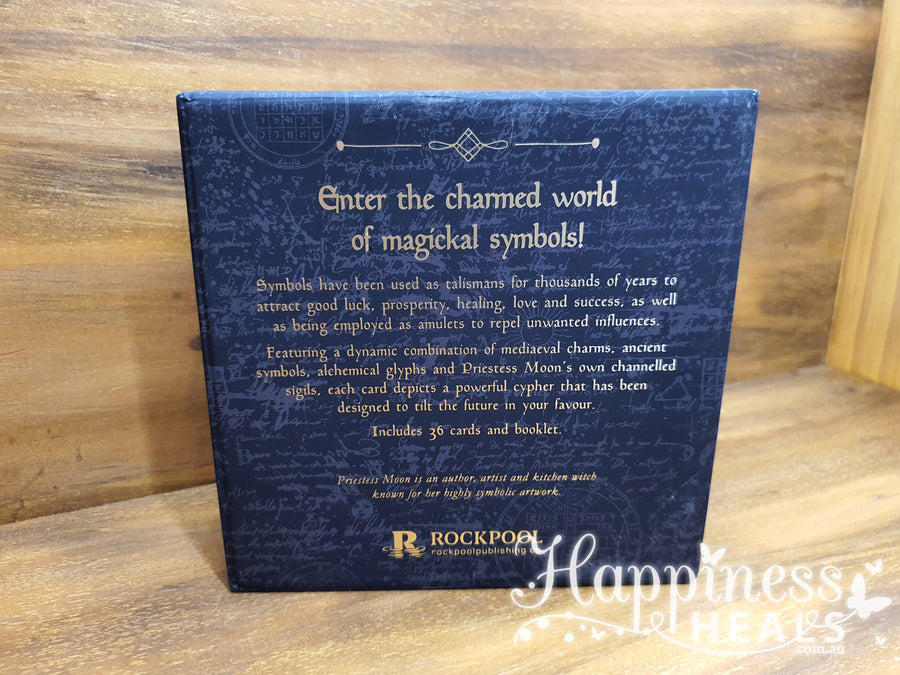 Enter the charmed world
of magickal symbols!
Symbols have been used as talismans for thousands of years to
attract good luck, prosperity, healing, love and success, as well
as being employed as amulets to repel unwanted influences.
Featuring a dynamic combination of mediaeval charms, ancient
symbols, alchemical glyphs and Priestess Moon's own channelled
sigils, each card depicts a powerful cypher that has been
designed to tilt the future in your favour.
Includes 36 cards and booklet.
Priestess Moon is an author, artist and kitchen witch
known for her highly symbolic artwork.
R ROCKPOOL
rockpoolpublishing
Happiness
HEALS
.com.au